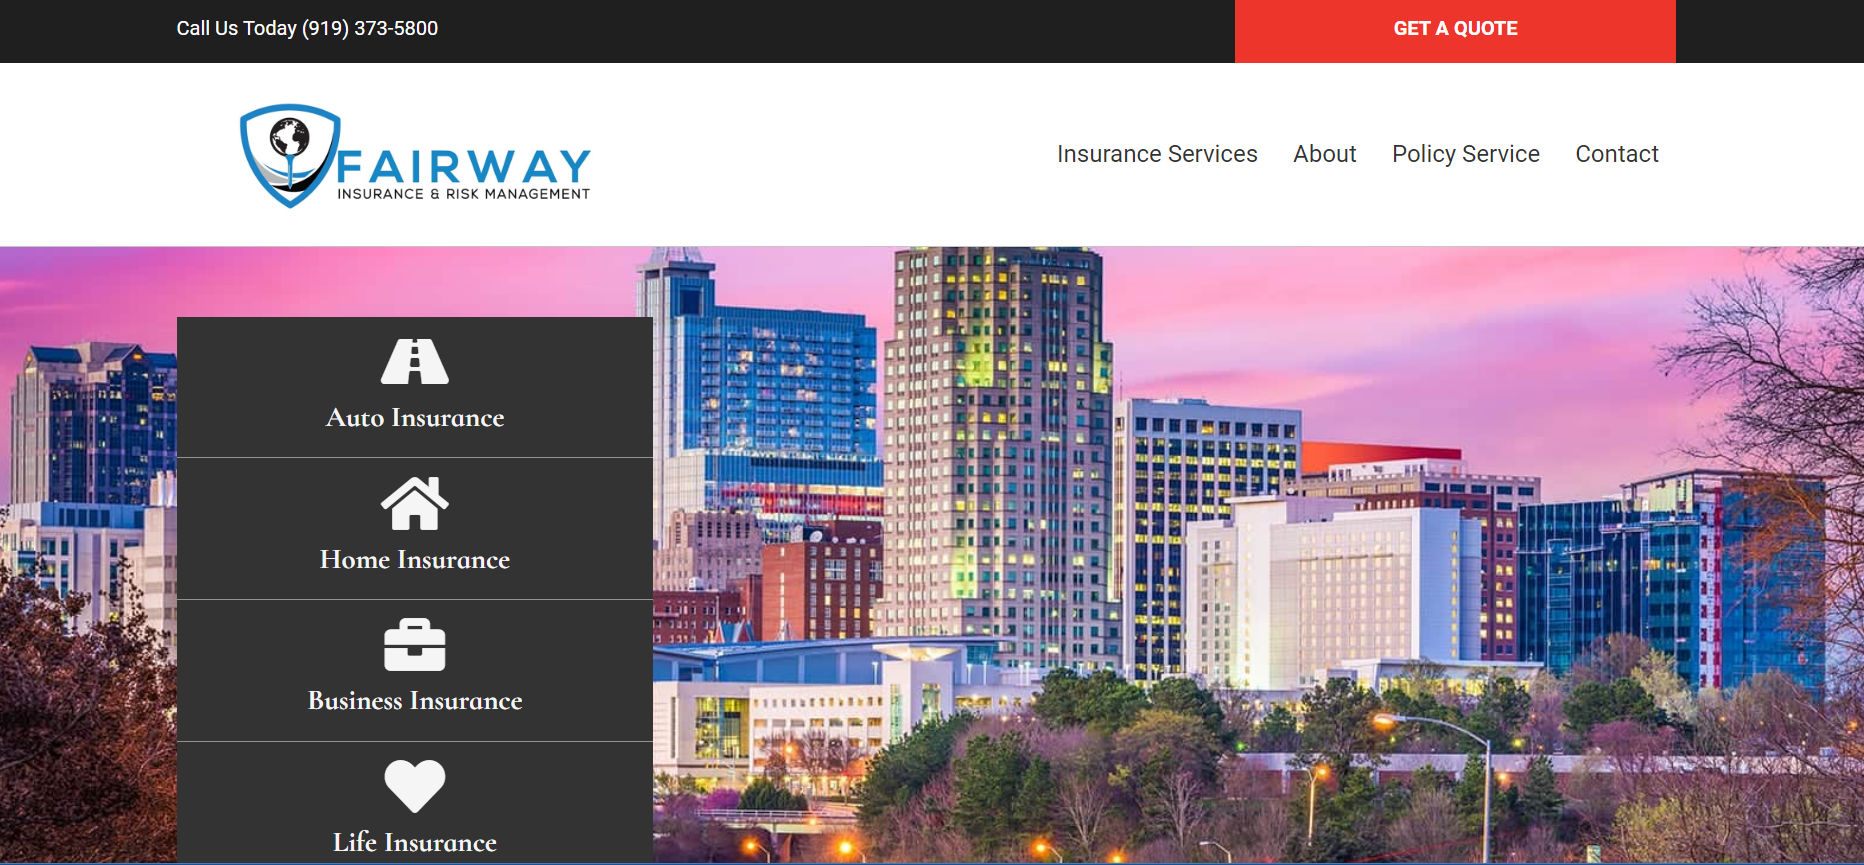 Call Us Today (919) 373-5800
GET A QUOTE
FAIRWAY
INSURANCE & RISK MANAGEMENT
Insurance Services
About
Policy Service
Contact
Auto Insurance
Home Insurance
Business Insurance
Life Insurance